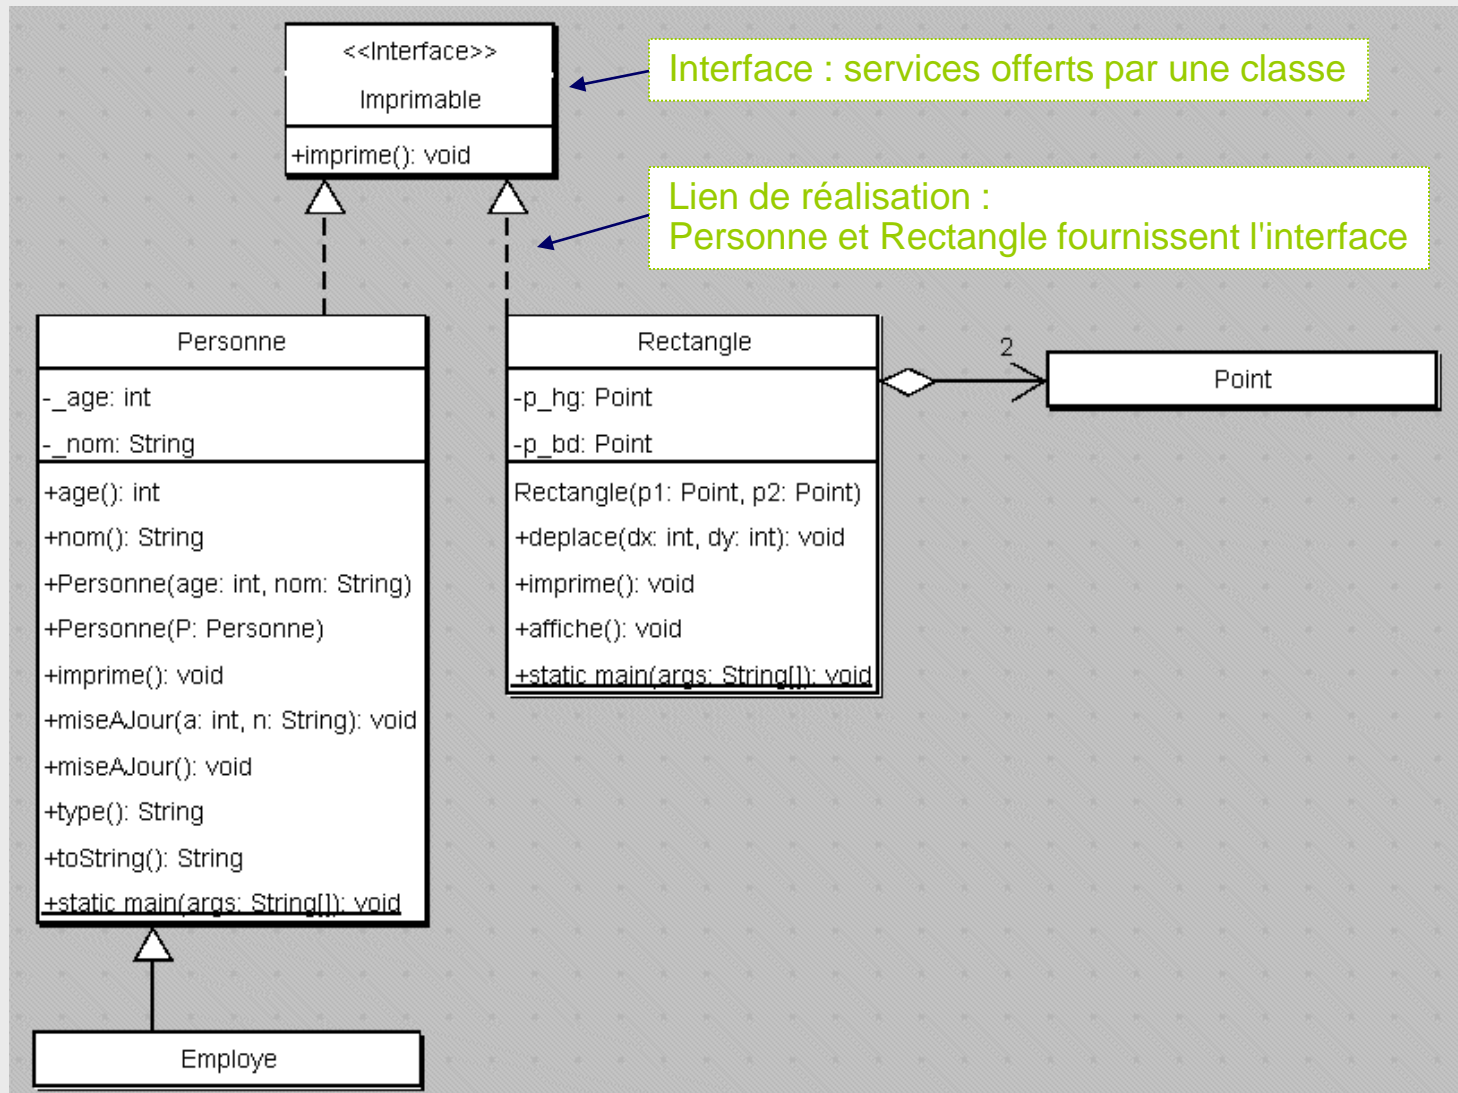 <<Interface>>
Imprimable
+imprime(): void
Interface : services offerts par une classe
Lien de réalisation :
Personne et Rectangle fournissent l'interface
Personne
-_age: int
-_nom: String
+age(): int
+nom(): String
+Personne(age: int, nom: String)
+Personne(P: Personne)
+imprime(): void
+miseAJour(a: int, n: String): void
+miseAJour(): void
+type(): String
+toString(): String
+static main(args: String[]): void
Rectangle
-p_hg: Point
-p_bd: Point
Rectangle(p1: Point, p2: Point)
+deplace(dx: int, dy: int): void
+imprime(): void
+affiche(): void
+static main(args: String[]): void
2
Point
Employe